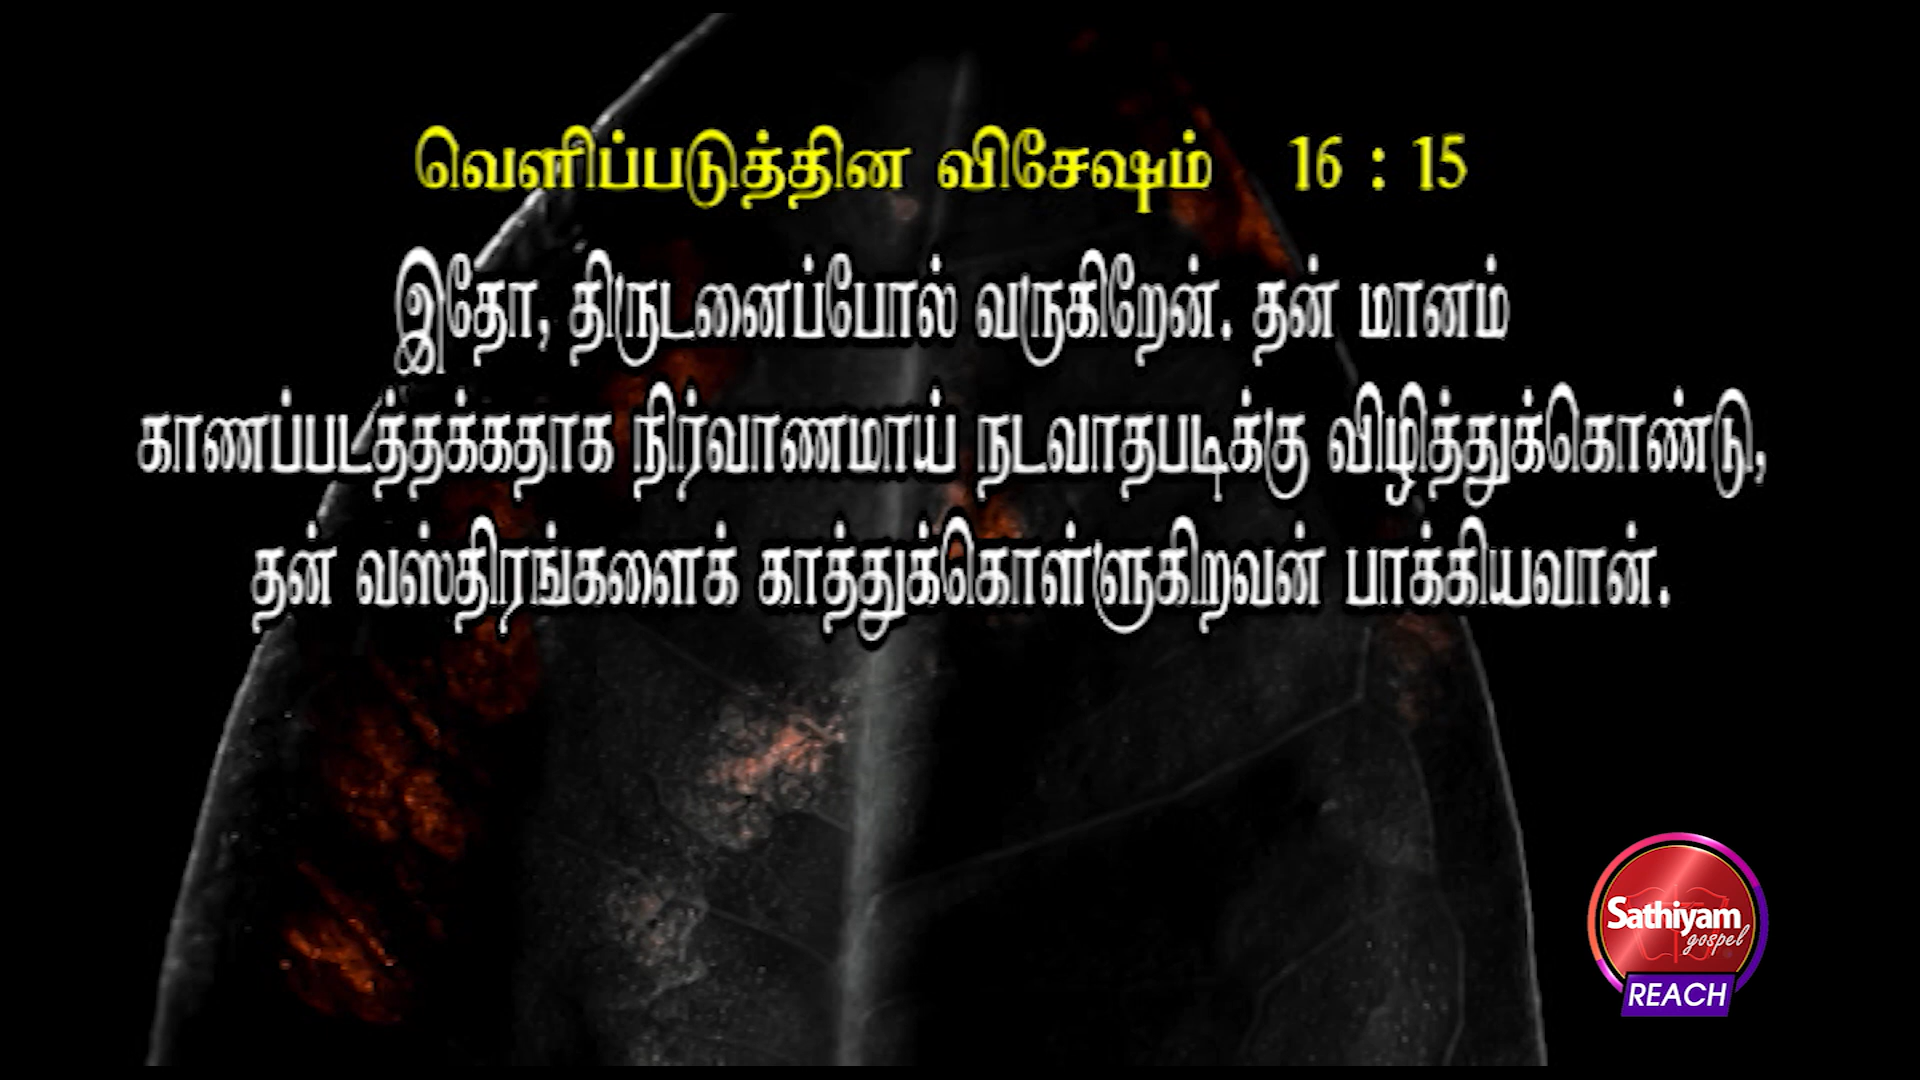 வெளிப்படுத்தின விசேஷம் 16 : 15
இதோ, திருடனைப்போல் வருகிறேன். தன் மானம்
காணப்படத்தக்கதாக நிர்வாணமாய் நடவாதபடிக்கு விழித்துக்கொண்டு,
தன் வஸ்திரங்களைக் காத்துக்கொள்ளுகிறவன் பாக்கியவான்.
Sathiyam
gospel
REACH